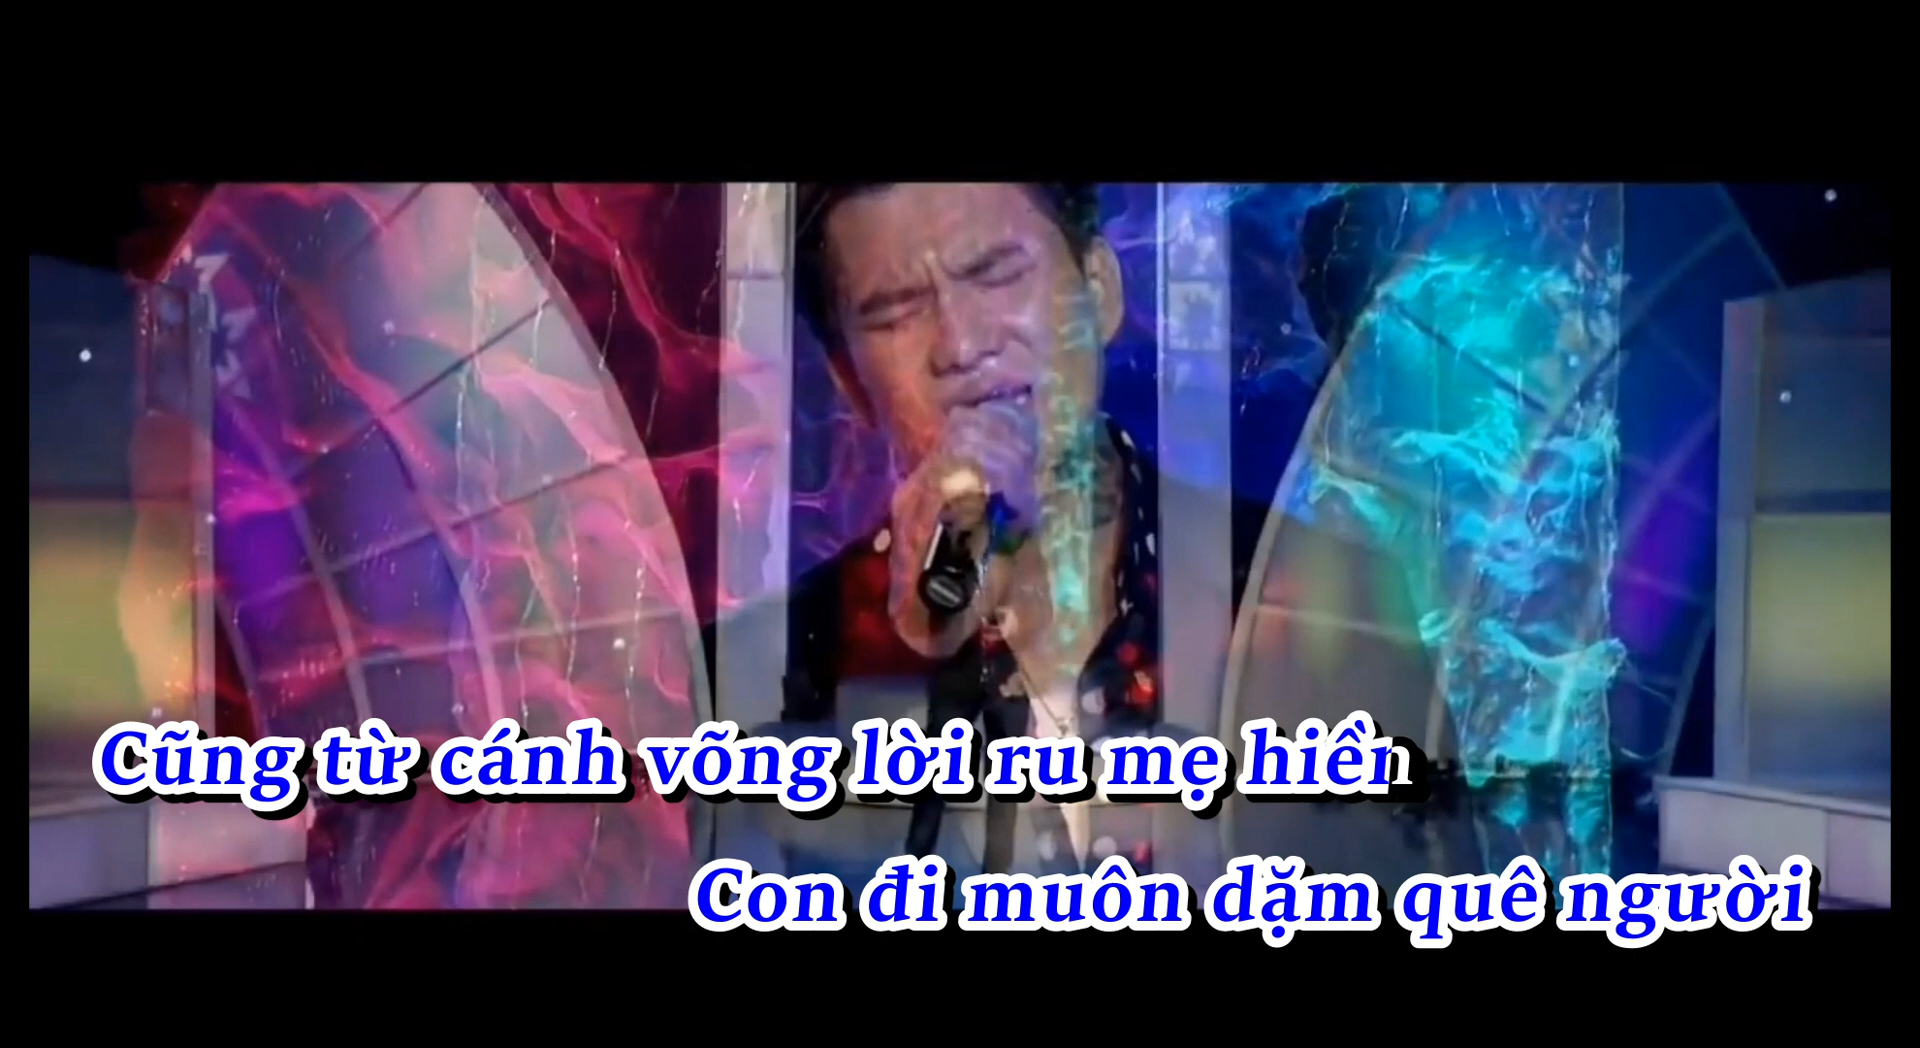 Cũng từ cánh võng lời ru mẹ hiền
Con đi muôn dặm quê người